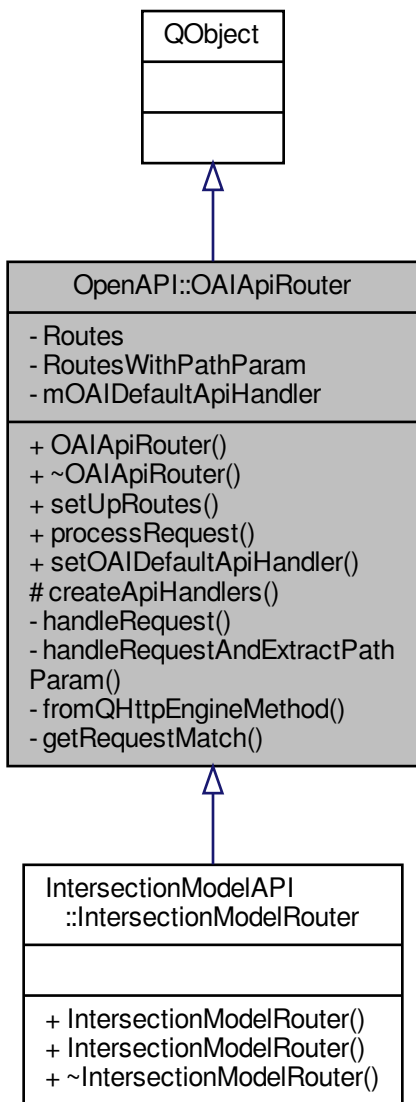 QObject
OpenAPI::OAIApiRouter
- Routes
- RoutesWithPathParam
- mOAIDefaultApiHandler
+ OAIApiRouter()
+ ~OAIApiRouter()
+ setUpRoutes()
+ processRequest()
+ setOAIDefaultApiHandler()
# createApiHandlers()
- handleRequest()
- handleRequestAndExtractPath
Param()
- fromQHttpEngineMethod()
- getRequestMatch()
IntersectionModelAPI
::IntersectionModelRouter
+ IntersectionModelRouter()
+ IntersectionModelRouter()
+ ~IntersectionModelRouter()